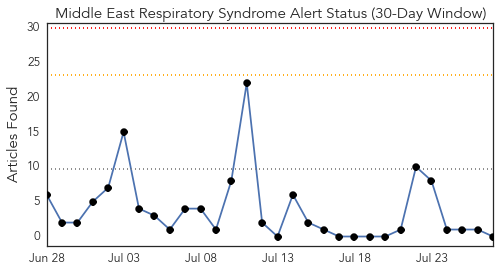 Middle East Respiratory Syndrome Alert Status (30-Day Window)
30
25
20
15
10
5
0
Articles Found
Jun 28 Jul 03 Jul 08 Jul 13 Jul 18 Jul 23